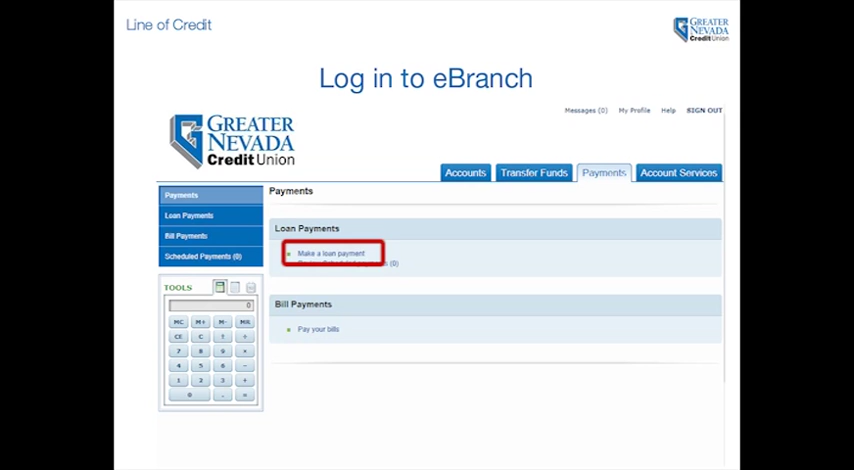 Line of Credit
GREATER NEVADA Credit Union
Log in to eBranch
Messages (0) My Profile Help SIGN OUT
GREATER
NEVADA
Credit Union
Accounts Transfer Funds Payments Account Services
Payments
Loan Payments
Bill Payments
Scheduled Payments (0)
Payments
Loan Payments
Make a loan payment
Scheduled payments (0)
Bill Payments
Pay your bills
TOOLS
0
MC M+ M- MR
CE C ÷
7 8 9 ×
4 5 6 −
1 2 3 +
0 . =